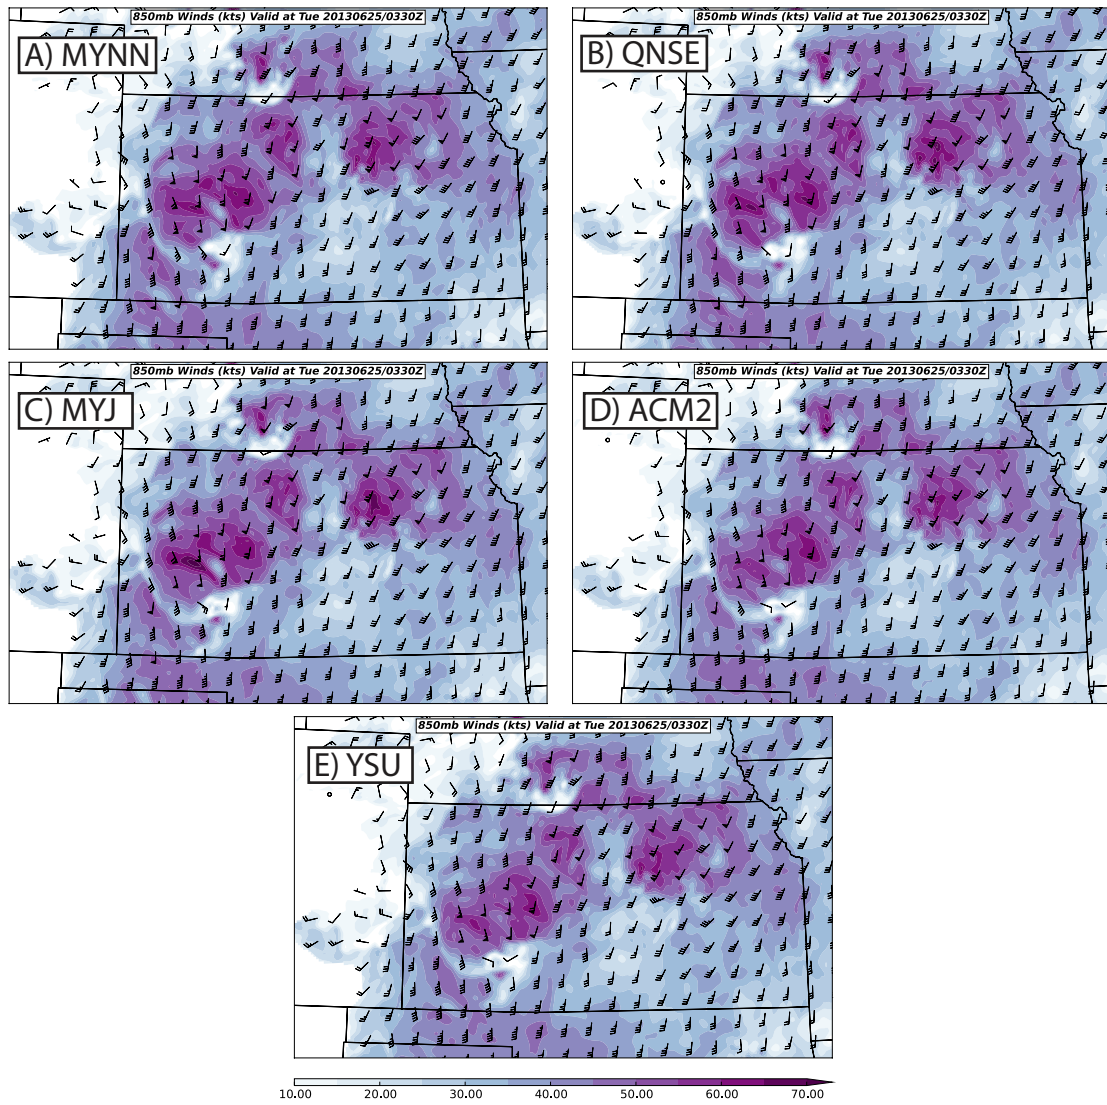 850mb Winds (kts) Valid at Tue 20130625/0330Z
A) MYNN
850mb Winds (kts) Valid at Tue 20130625/0330Z
B) QNSE
850mb Winds (kts) Valid at Tue 20130625/0330Z
C) MYJ
850mb Winds (kts) Valid at Tue 20130625/0330Z
D) ACM2
850mb Winds (kts) Valid at Tue 20130625/0330Z
E) YSU
10.00 20.00 30.00 40.00 50.00 60.00 70.00